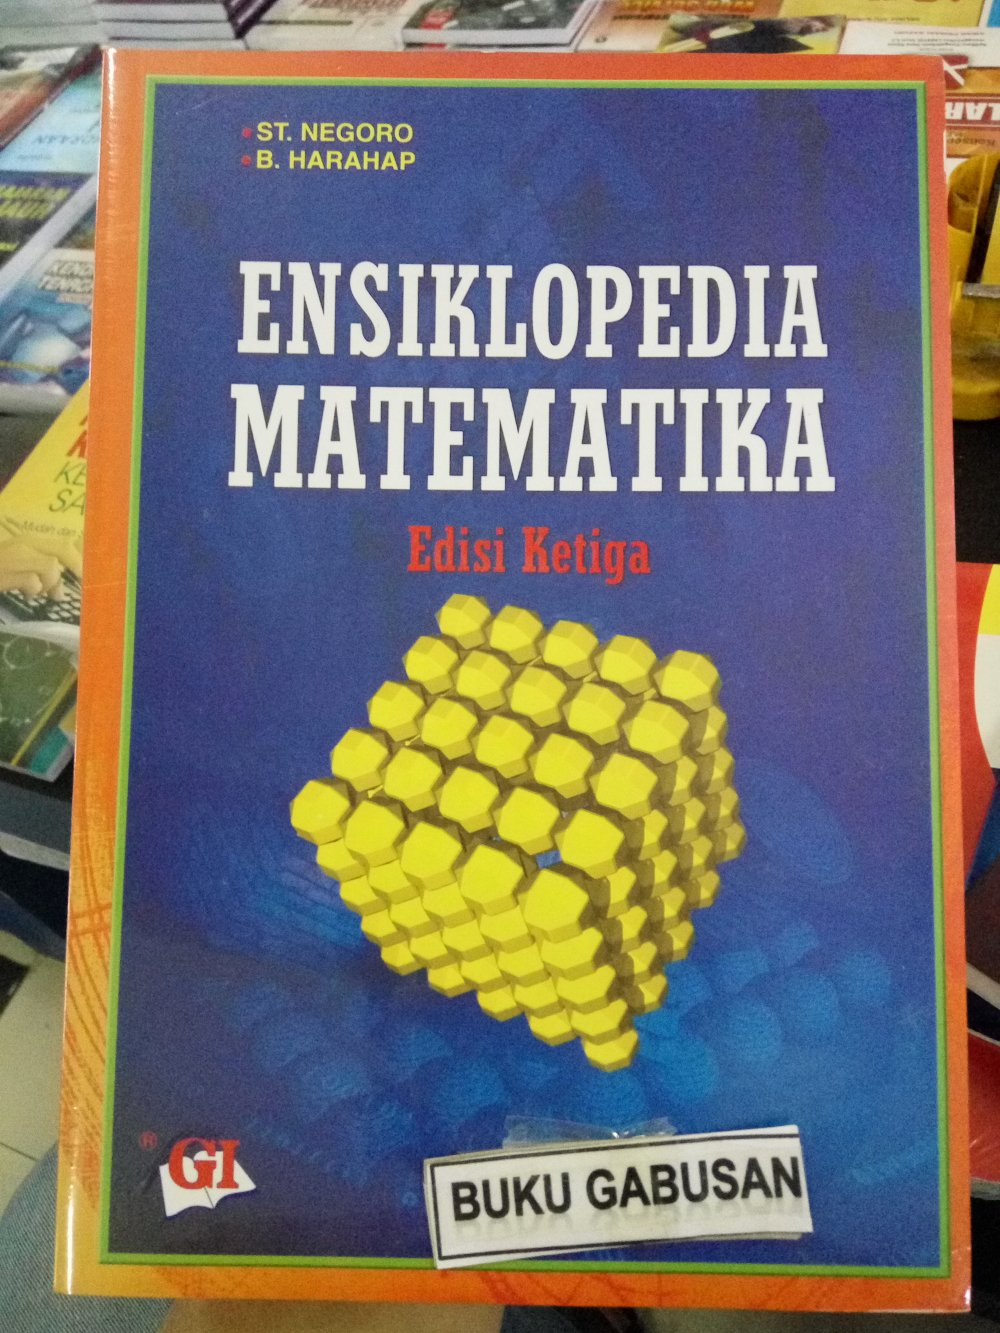 • ST. NEGORO
• B. HARAHAP
ENSIKLOPEDIA
MATEMATIKA
Edisi Ketiga
® GI
BUKU GABUSAN